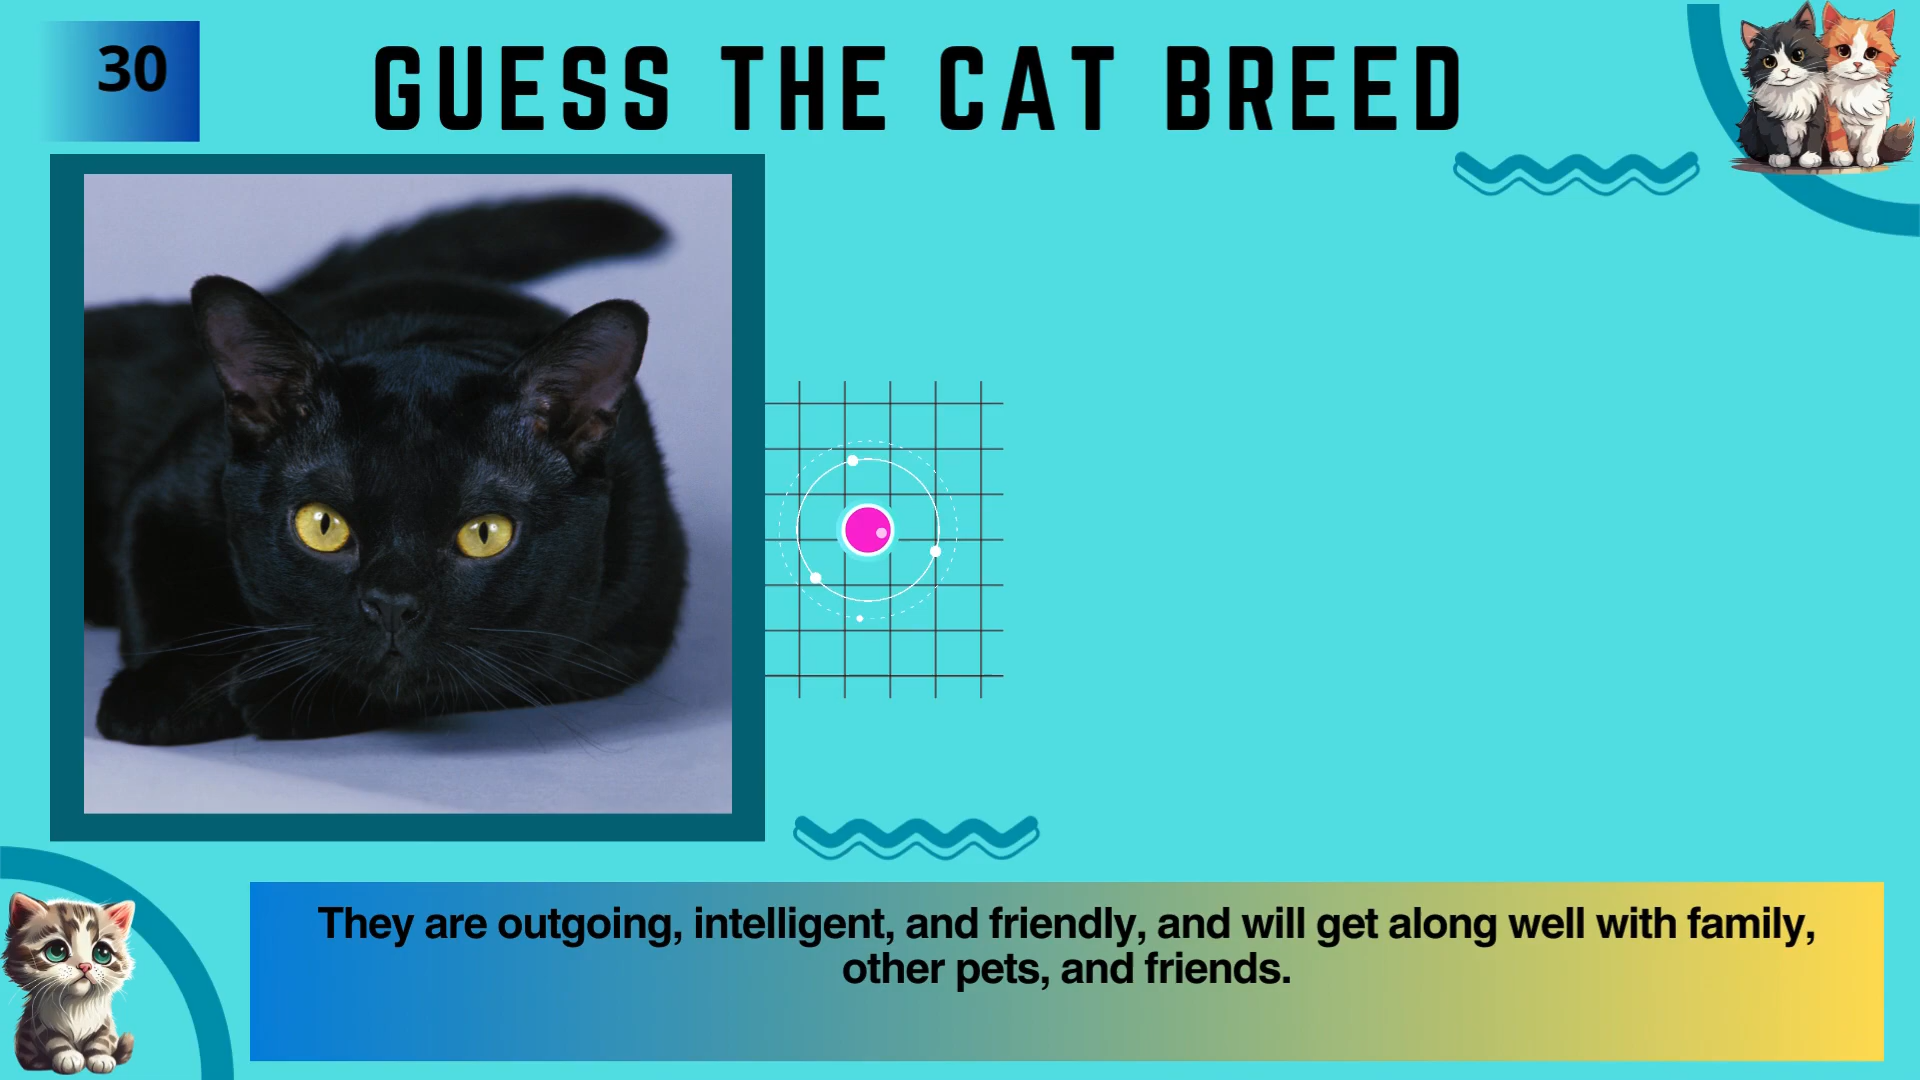 30
GUESS THE CAT BREED
They are outgoing, intelligent, and friendly, and will get along well with family,
other pets, and friends.